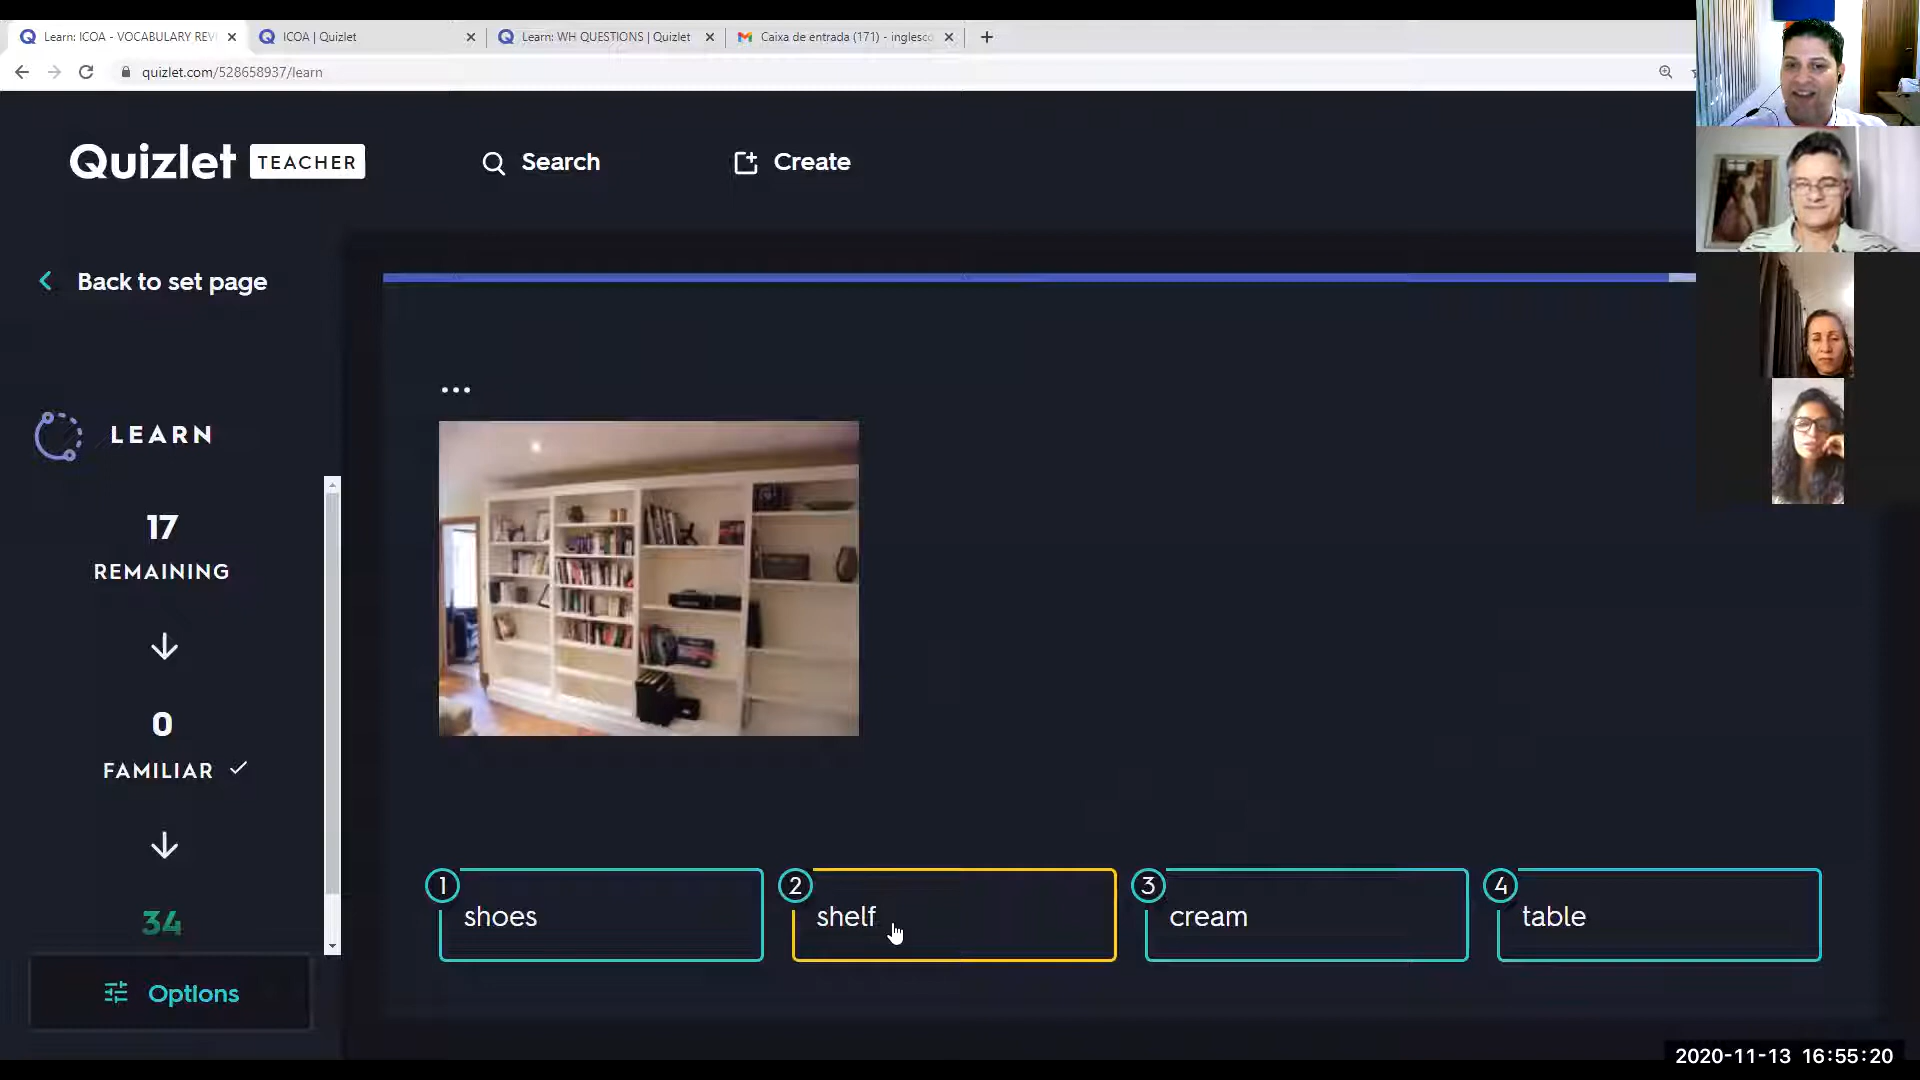 Learn: ICOA - VOCABULARY REV
ICOA | Quizlet
Learn: WH QUESTIONS | Quizlet
Caixa de entrada (171) - inglesc
quizlet.com/528658937/learn
Quizlet TEACHER
Search
Create
Back to set page
LEARN
17
REMAINING
0
FAMILIAR
34
Options
...
1 shoes
2 shelf
3 cream
4 table
2020-11-13 16:55:20